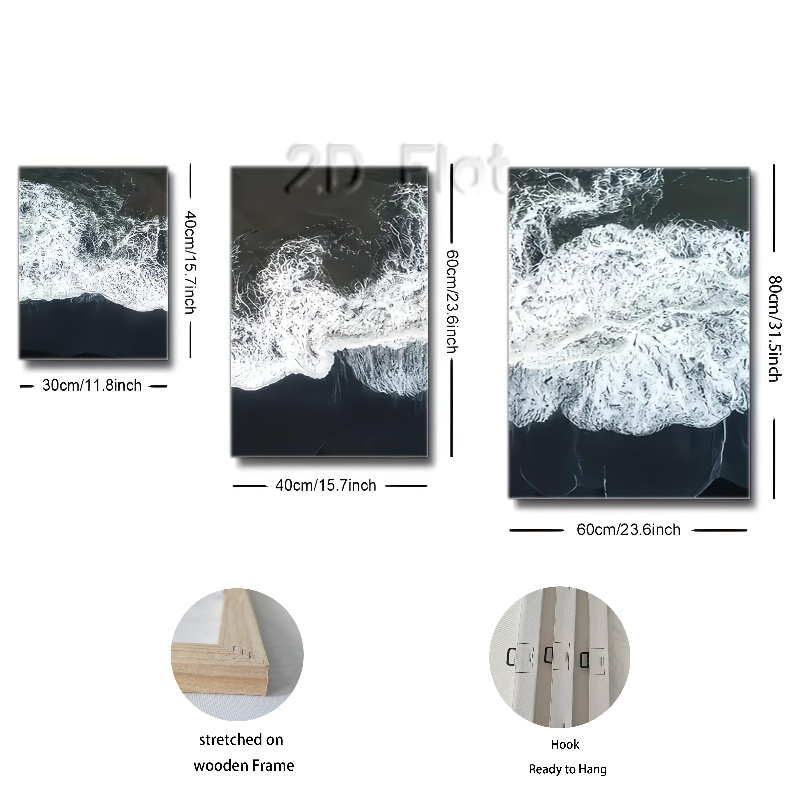 2D Flat
40cm/15.7inch
60cm/23.6inch
80cm/31.5inch
30cm/11.8inch
40cm/15.7inch
60cm/23.6inch
stretched on
wooden Frame
Hook
Ready to Hang